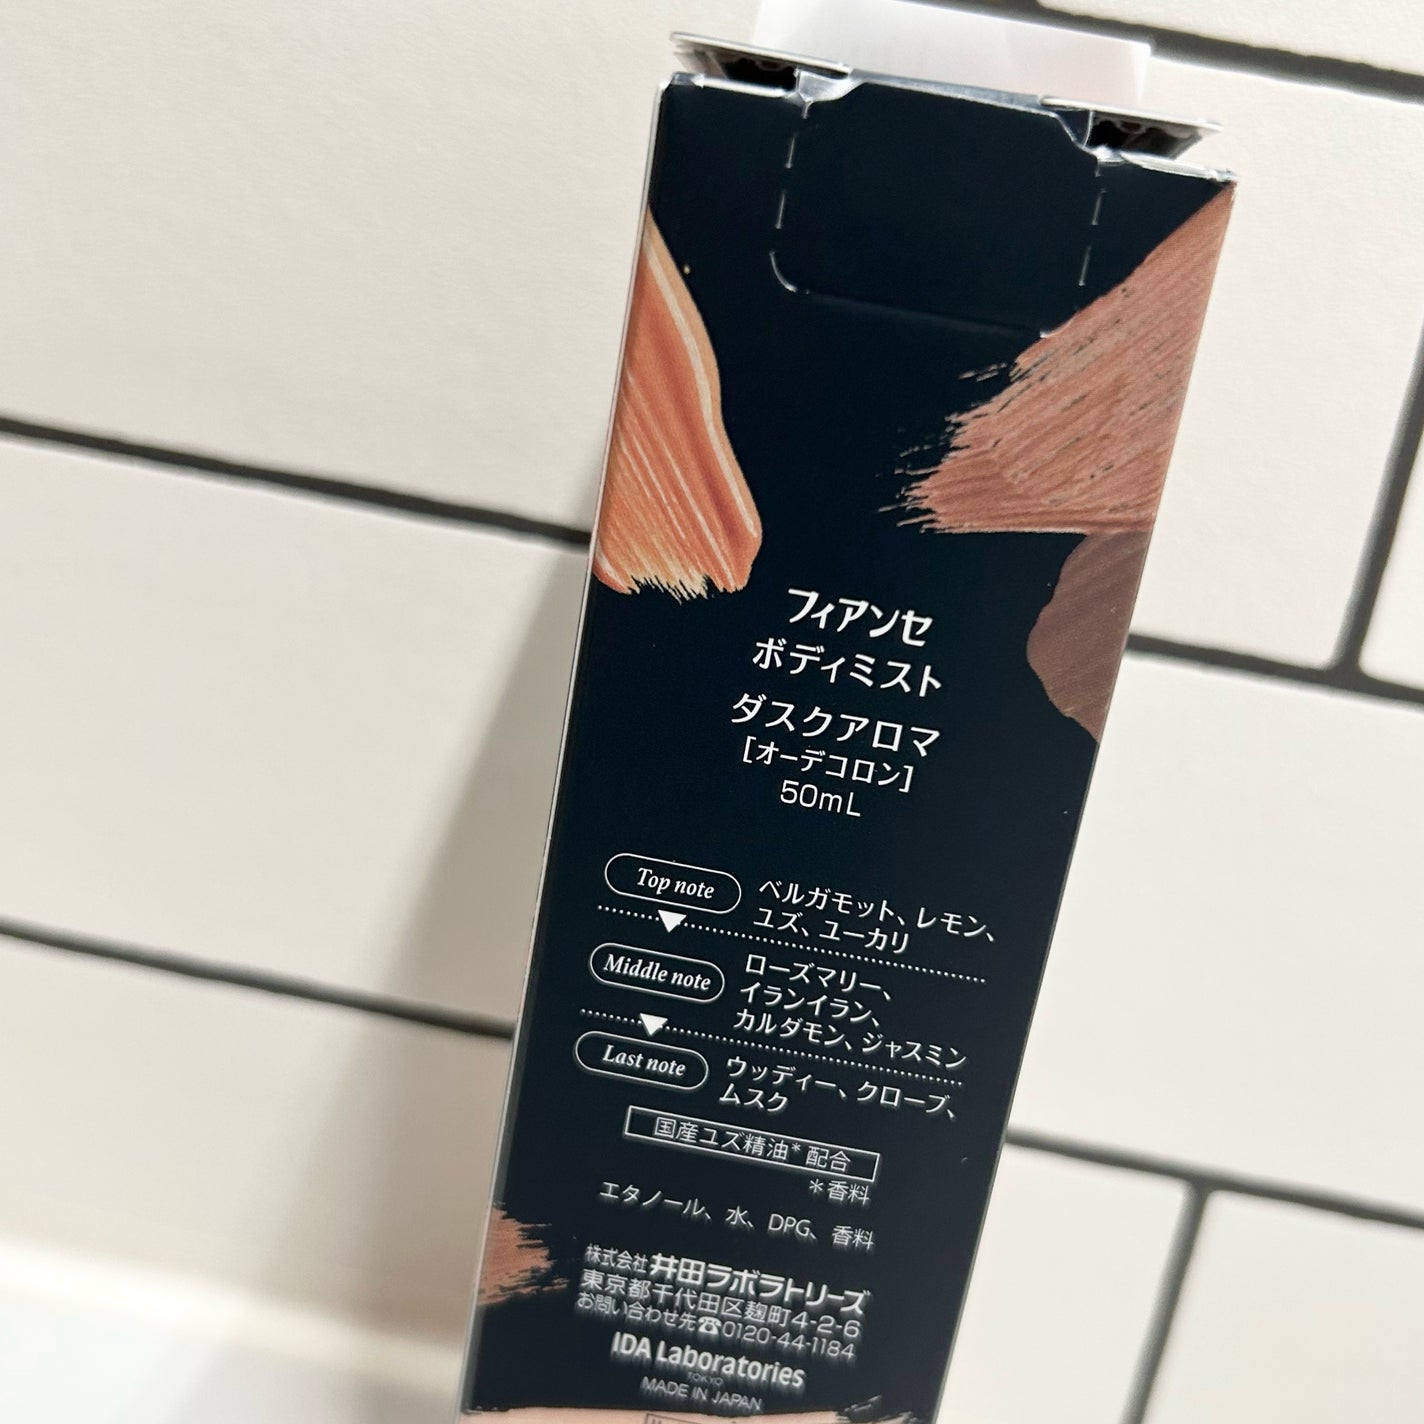 フィアンセ
ボディミスト
ダスクアロマ
[オーデコロン]
50mL
Top note
ベルガモット、レモン、
ユズ、ユーカリ
Middle note
ローズマリー、
イランイラン、
カルダモン、ジャスミン
Last note
ウッディー、クローブ、
ムスク
国産ユズ精油*配合
*香料
エタノール、水、DPG、香料
株式会社 井田ラボラトリーズ
東京都千代田区麹町4-2-6
お問い合わせ先☎0120-44-1184
IDA Laboratories
TOKYO
MADE IN JAPAN